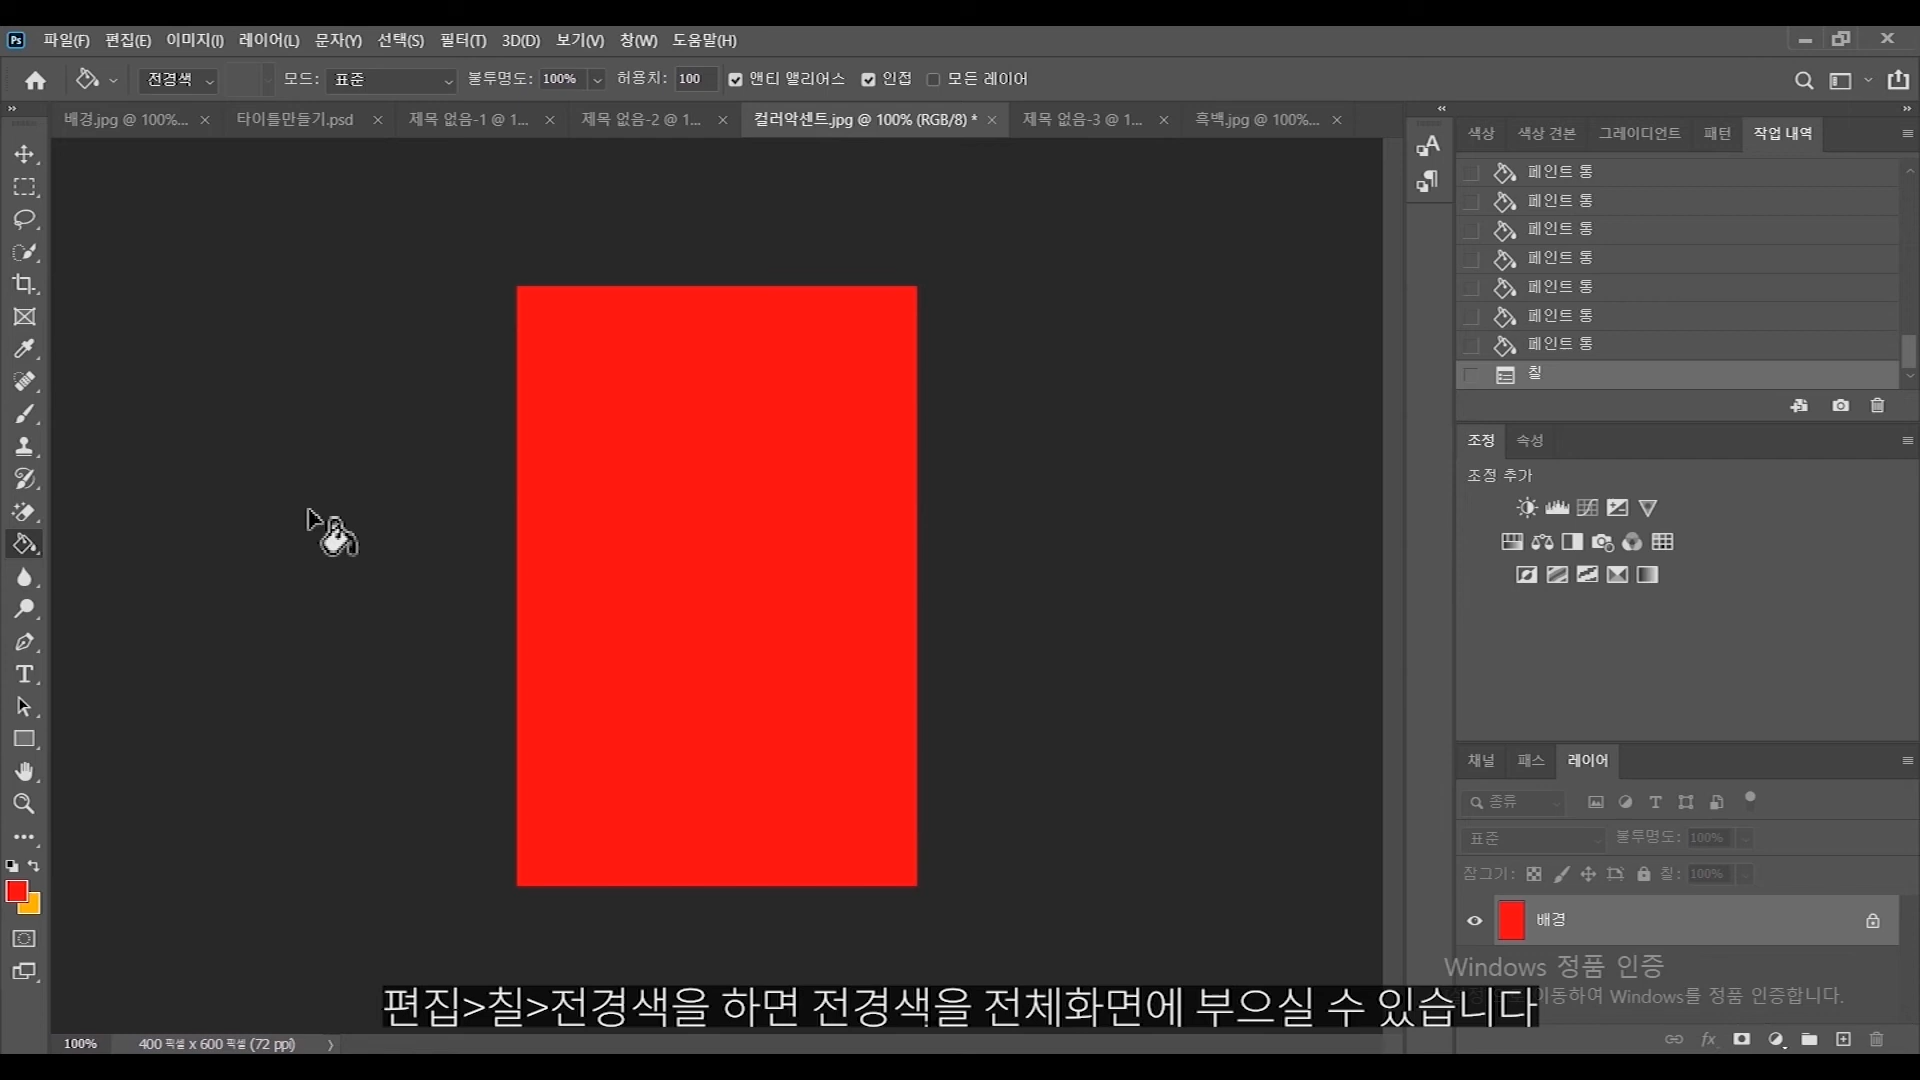 Ps 파일(F) 편집(E) 이미지(I) 레이어(L) 문자(Y) 선택(S) 필터(T) 3D(D) 보기(V) 창(W) 도움말(H)
전경색 모드: 표준 불투명도: 100% 허용치: 100 앤티 앨리어스 인접 모든 레이어
배경.jpg @ 100%... × 타이틀만들기.psd × 제목 없음-1 @ 1... × 제목 없음-2 @ 1... × 컬러악센트.jpg @ 100% (RGB/8) * × 제목 없음-3 @ 1... × 흑백.jpg @ 100%... ×
색상 색상 견본 그레이디언트 패턴 작업 내역
페인트 통
페인트 통
페인트 통
페인트 통
페인트 통
페인트 통
페인트 통
칠
조정 속성
조정 추가
채널 패스 레이어
종류
표준 불투명도: 100%
잠그기: 칠: 100%
배경
Windows 정품 인증
이동하여 Windows를 정품 인증합니다.
편집>칠>전경색을 하면 전경색을 전체화면에 부으실 수 있습니다
100% 400 픽셀 x 600 픽셀 (72 ppi)